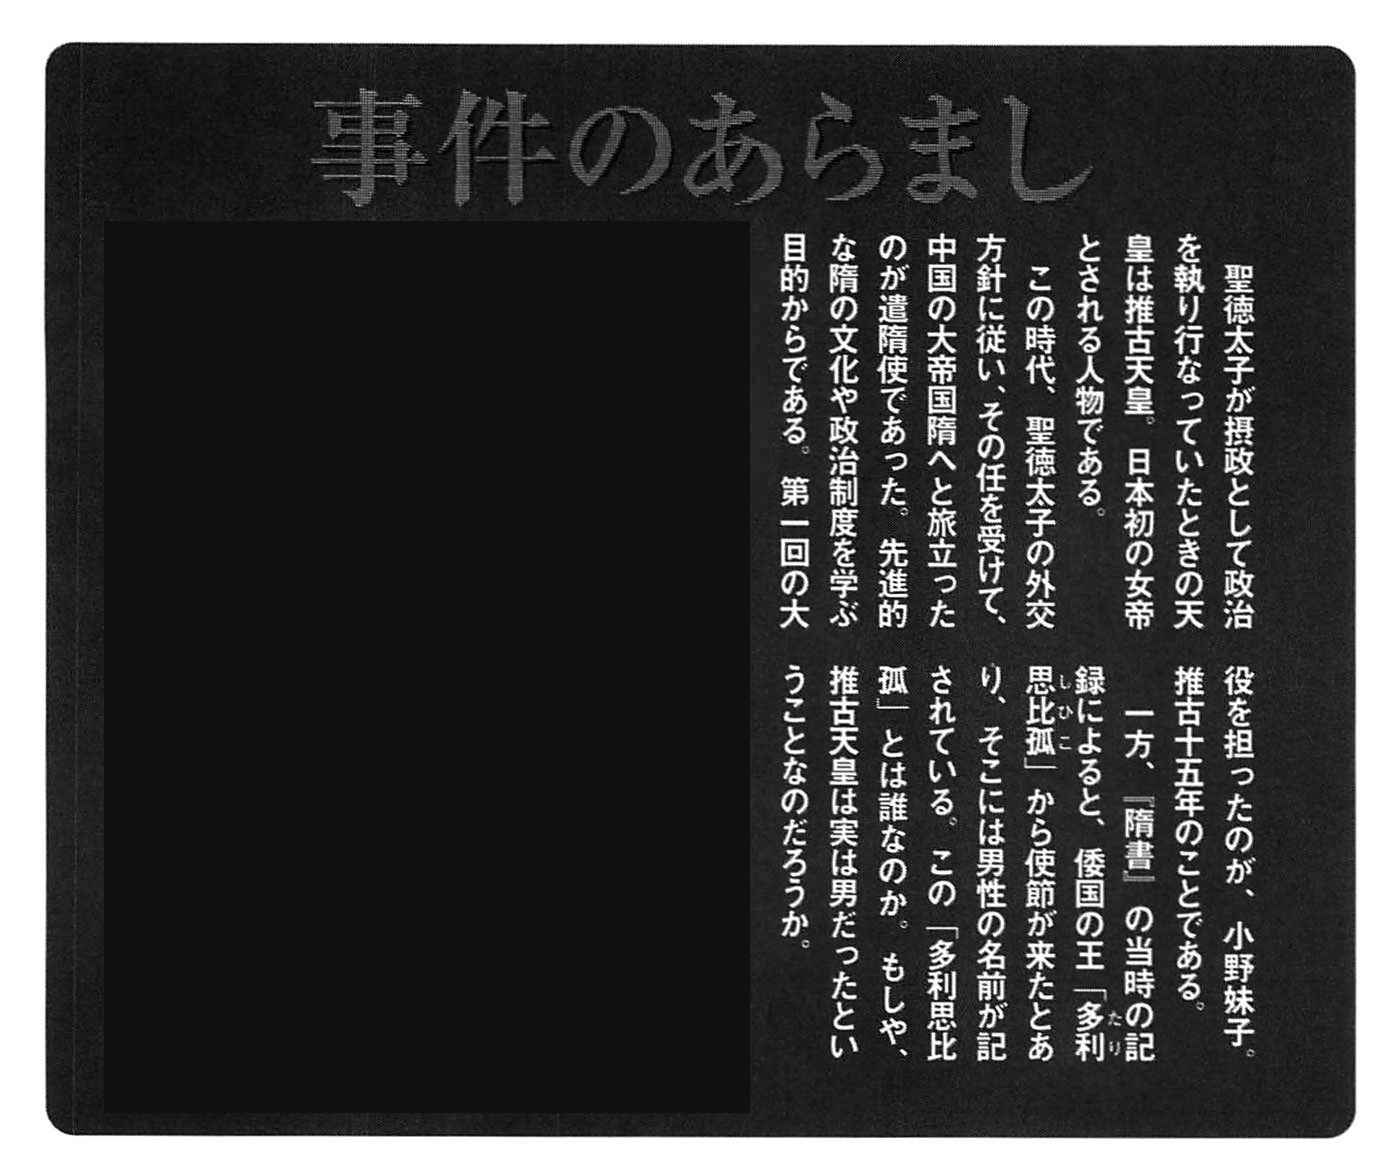 事件のあらまし
聖徳太子が摂政として政治
を執り行なっていたときの天
皇は推古天皇。日本初の女帝
とされる人物である。
この時代、聖徳太子の外交
方針に従い、その任を受けて、
中国の大帝国隋へと旅立った
のが遣隋使であった。先進的
な隋の文化や政治制度を学ぶ
目的からである。第一回の大
役を担ったのが、小野妹子。
推古十五年のことである。
一方、『隋書』の当時の記
録によると、倭国の王「多利
思比孤」から使節が来たとあ
り、そこには男性の名前が記
されている。この「多利思比
孤」とは誰なのか。もしや、
推古天皇は実は男だったとい
うことなのだろうか。
たり
しひこ